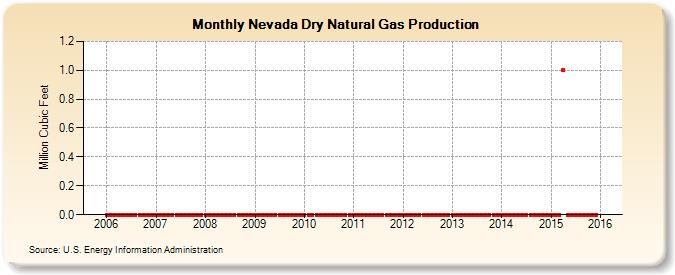 Monthly Nevada Dry Natural Gas Production
Million Cubic Feet
1.2
1.0
0.8
0.6
0.4
0.2
0.0
2006 2007 2008 2009 2010 2011 2012 2013 2014 2015 2016
Source: U.S. Energy Information Administration